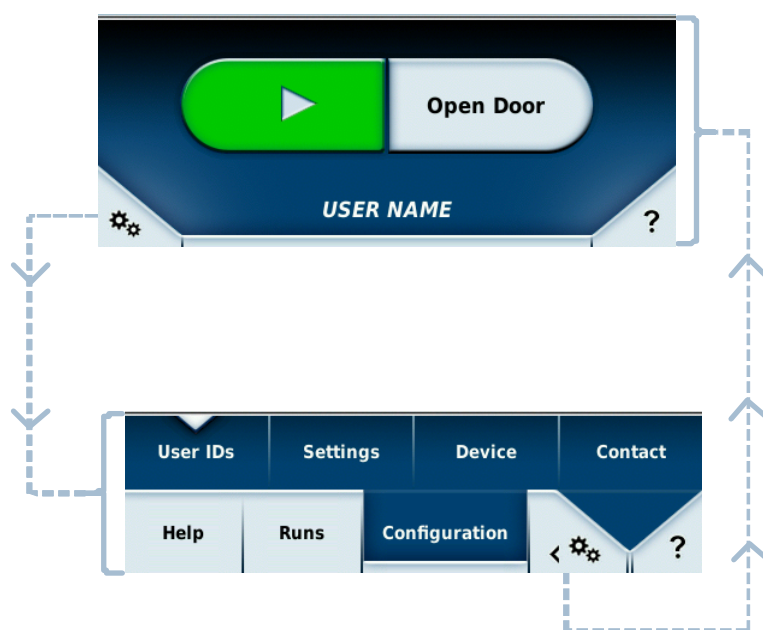 Open Door
USER NAME
?
User IDs Settings Device Contact
Help Runs Configuration ?